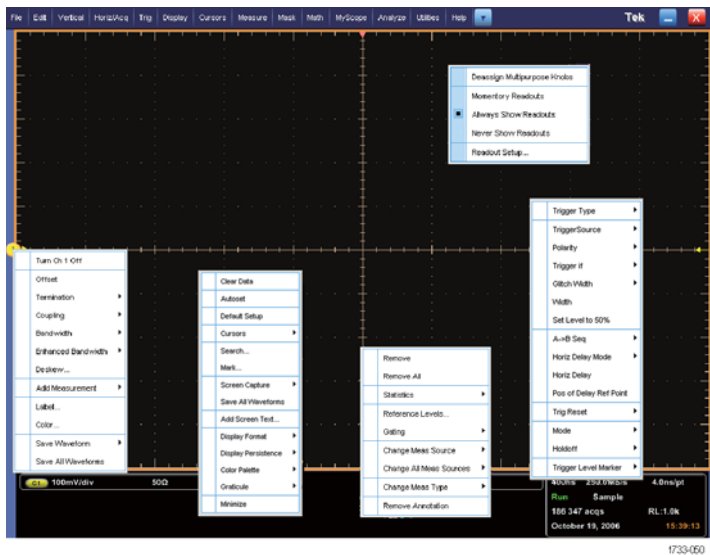 File Edit Vertical Horiz/Acq Trig Display Cursors Measure Mask Math MyScope Analyze Utilities Help Tek
Deassign Multipurpose Knobs
Momentary Readouts
Always Show Readouts
Never Show Readouts
Readout Setup...
Trigger Type
TriggerSource
Polarity
Trigger if
Glitch Width
Width
Set Level to 50%
A->B Seq
Horiz Delay Mode
Horiz Delay
Pos of Delay Ref Point
Trig Reset
Mode
Holdoff
Trigger Level Marker
Turn Ch 1 Off
Offset
Termination
Coupling
Bandwidth
Enhanced Bandwidth
Deskew...
Add Measurement
Label...
Color...
Save Waveform
Save All Waveforms
Clear Data
Autoset
Default Setup
Cursors
Search...
Mark...
Screen Capture
Save All Waveforms
Add Screen Text...
Display Format
Display Persistence
Color Palette
Graticule
Minimize
Remove
Remove All
Statistics
Reference Levels...
Gating
Change Meas Source
Change All Meas Sources
Change Meas Type
Remove Annotation
C1 100mV/div 50Ω
400ns 250.0MS/s 4.0ns/pt
Run Sample
186 347 acqs RL:1.0k
October 19, 2006 15:39:13
1733-050